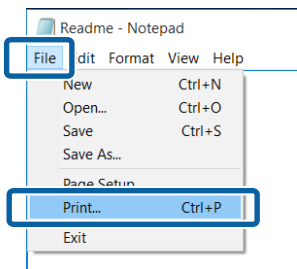 Readme - Notepad
File dit Format View Help
New Ctrl+N
Open... Ctrl+O
Save Ctrl+S
Save As...
Page Setup...
Print... Ctrl+P
Exit